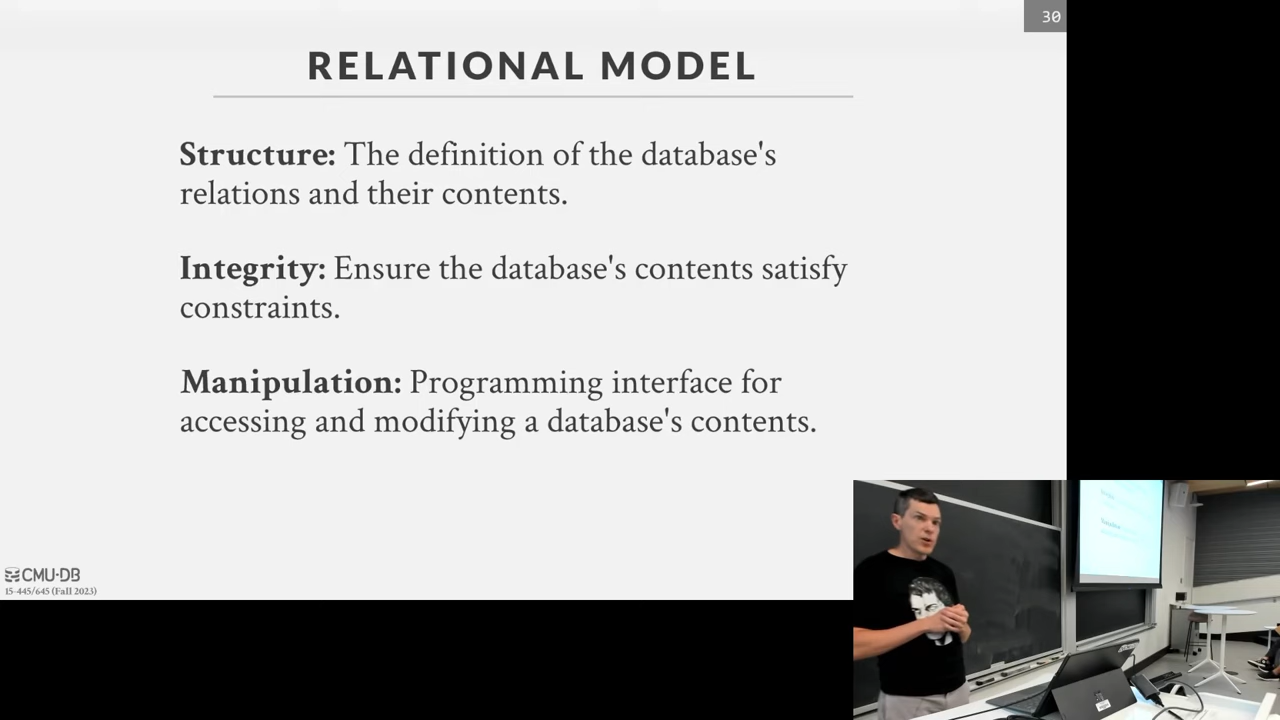 30
RELATIONAL MODEL
Structure: The definition of the database's
relations and their contents.
Integrity: Ensure the database's contents satisfy
constraints.
Manipulation: Programming interface for
accessing and modifying a database's contents.
CMU·DB
15-445/645 (Fall 2023)